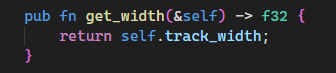 pub fn get_width(&self) -> f32 {
    return self.track_width;
}